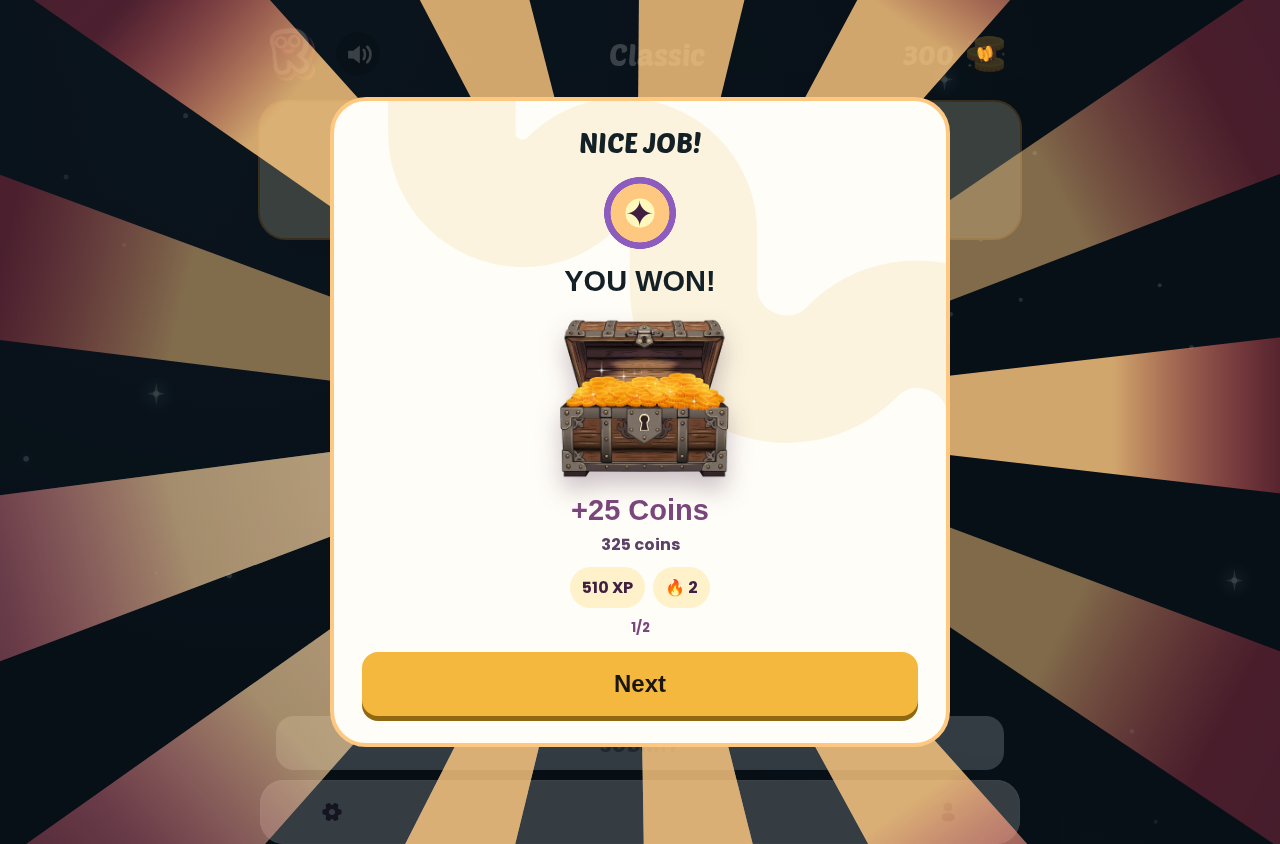 Classic
300
NICE JOB!
YOU WON!
+25 Coins
325 coins
510 XP
🔥 2
1/2
Next